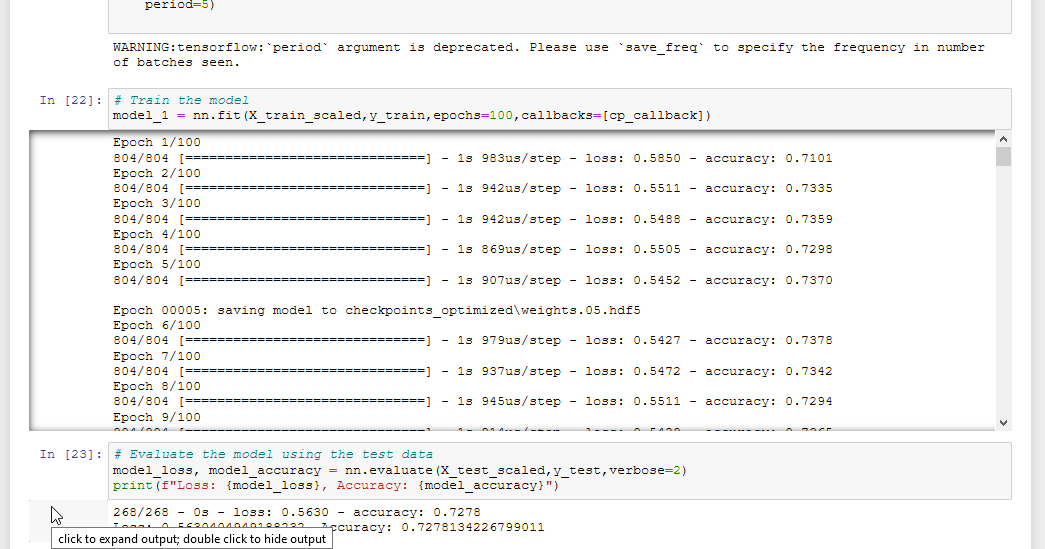 period=5)
WARNING:tensorflow:`period` argument is deprecated. Please use `save_freq` to specify the frequency in number
of batches seen.
In [22]: # Train the model
model_1 = nn.fit(X_train_scaled,y_train,epochs=100,callbacks=[cp_callback])
Epoch 1/100
804/804 [==============================] - 1s 983us/step - loss: 0.5850 - accuracy: 0.7101
Epoch 2/100
804/804 [==============================] - 1s 942us/step - loss: 0.5511 - accuracy: 0.7335
Epoch 3/100
804/804 [==============================] - 1s 942us/step - loss: 0.5488 - accuracy: 0.7359
Epoch 4/100
804/804 [==============================] - 1s 869us/step - loss: 0.5505 - accuracy: 0.7298
Epoch 5/100
804/804 [==============================] - 1s 907us/step - loss: 0.5452 - accuracy: 0.7370
Epoch 00005: saving model to checkpoints_optimized\weights.05.hdf5
Epoch 6/100
804/804 [==============================] - 1s 979us/step - loss: 0.5427 - accuracy: 0.7378
Epoch 7/100
804/804 [==============================] - 1s 937us/step - loss: 0.5472 - accuracy: 0.7342
Epoch 8/100
804/804 [==============================] - 1s 945us/step - loss: 0.5511 - accuracy: 0.7294
Epoch 9/100
In [23]: # Evaluate the model using the test data
model_loss, model_accuracy = nn.evaluate(X_test_scaled,y_test,verbose=2)
print(f"Loss: {model_loss}, Accuracy: {model_accuracy}")
268/268 - 0s - loss: 0.5630 - accuracy: 0.7278
0.7278134226799011
click to expand output; double click to hide output